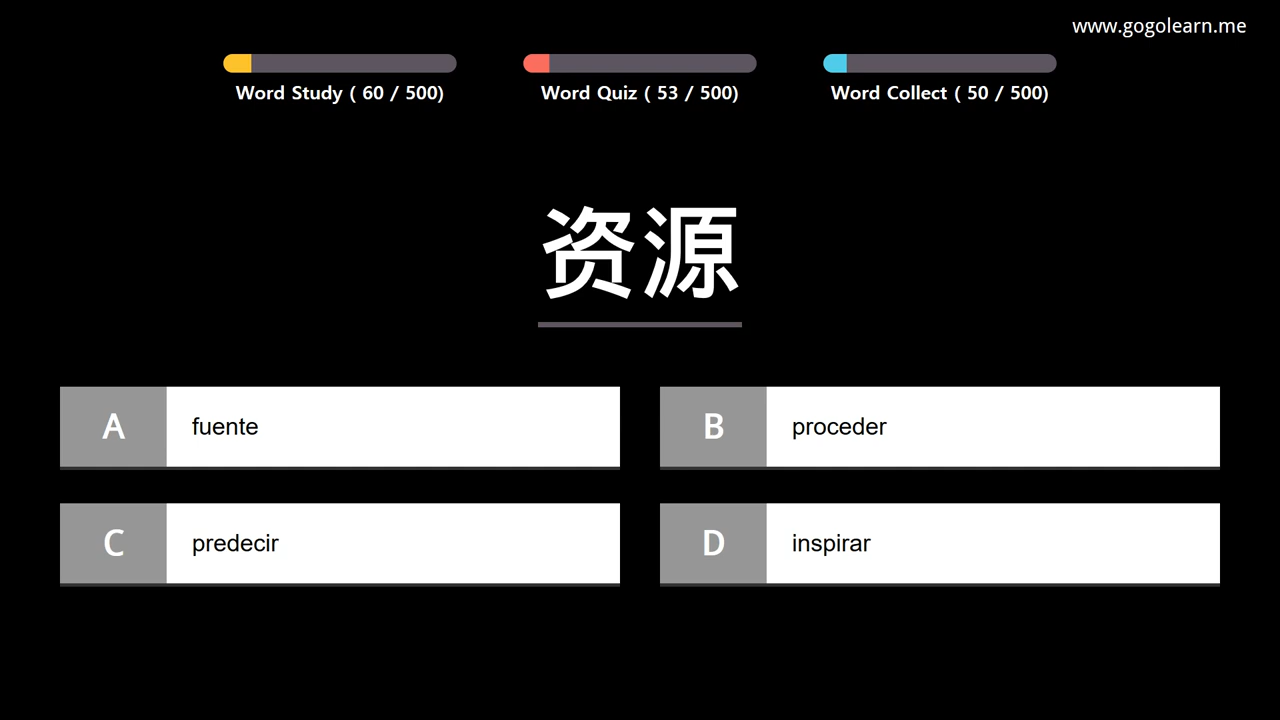 www.gogolearn.me
Word Study ( 60 / 500)
Word Quiz ( 53 / 500)
Word Collect ( 50 / 500)
资源
A fuente
B proceder
C predecir
D inspirar